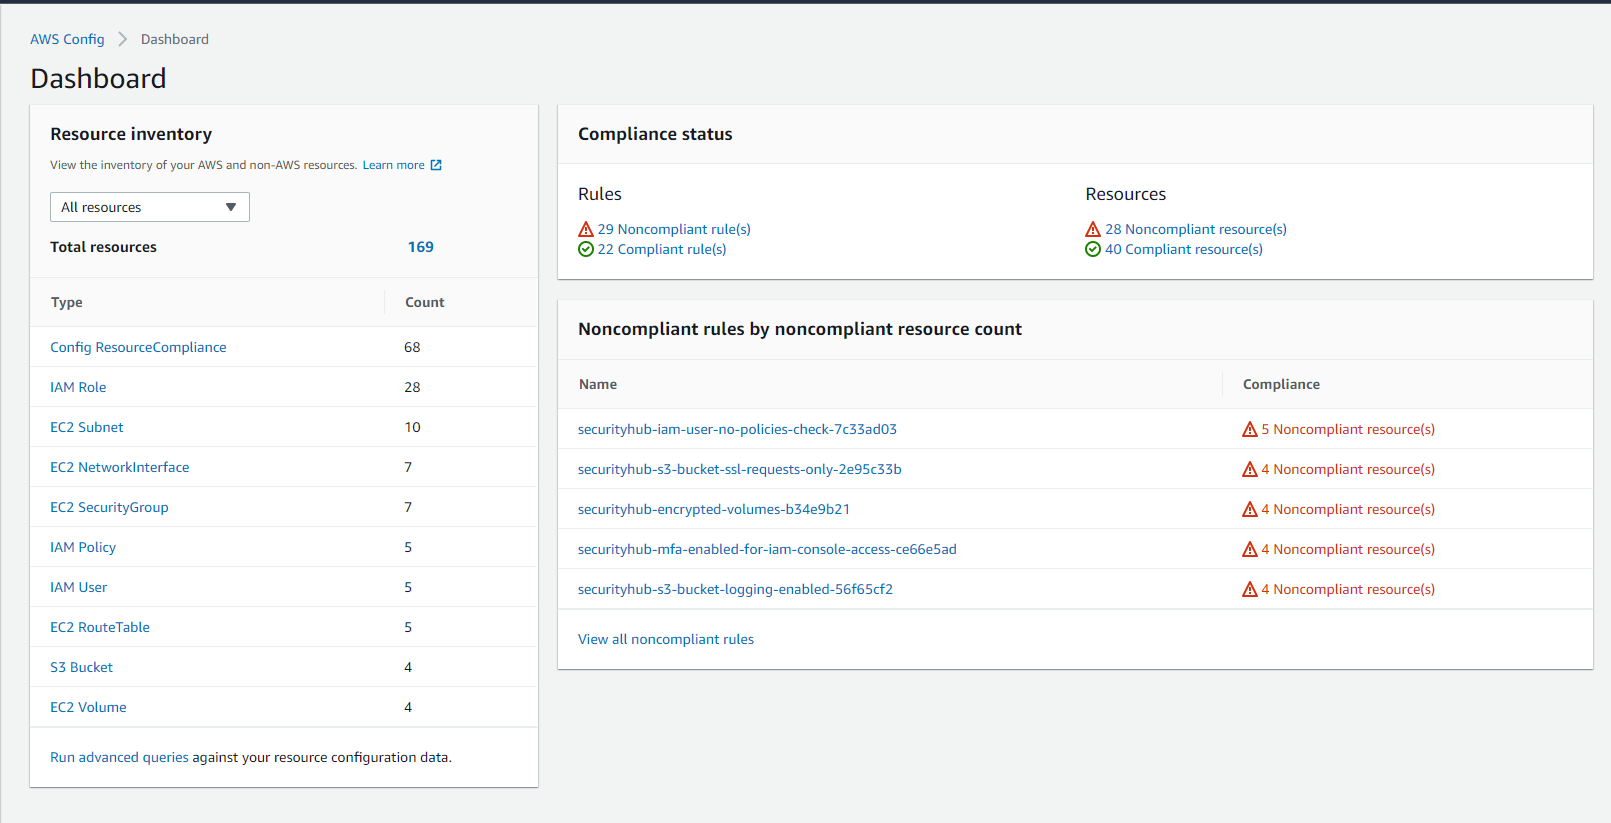 AWS Config > Dashboard
Dashboard
Resource inventory
View the inventory of your AWS and non-AWS resources. Learn more
All resources
Total resources 169
Type Count
Config ResourceCompliance 68
IAM Role 28
EC2 Subnet 10
EC2 NetworkInterface 7
EC2 SecurityGroup 7
IAM Policy 5
IAM User 5
EC2 RouteTable 5
S3 Bucket 4
EC2 Volume 4
Run advanced queries against your resource configuration data.
Compliance status
Rules
29 Noncompliant rule(s)
22 Compliant rule(s)
Resources
28 Noncompliant resource(s)
40 Compliant resource(s)
Noncompliant rules by noncompliant resource count
Name Compliance
securityhub-iam-user-no-policies-check-7c33ad03 5 Noncompliant resource(s)
securityhub-s3-bucket-ssl-requests-only-2e95c33b 4 Noncompliant resource(s)
securityhub-encrypted-volumes-b34e9b21 4 Noncompliant resource(s)
securityhub-mfa-enabled-for-iam-console-access-ce66e5ad 4 Noncompliant resource(s)
securityhub-s3-bucket-logging-enabled-56f65cf2 4 Noncompliant resource(s)
View all noncompliant rules